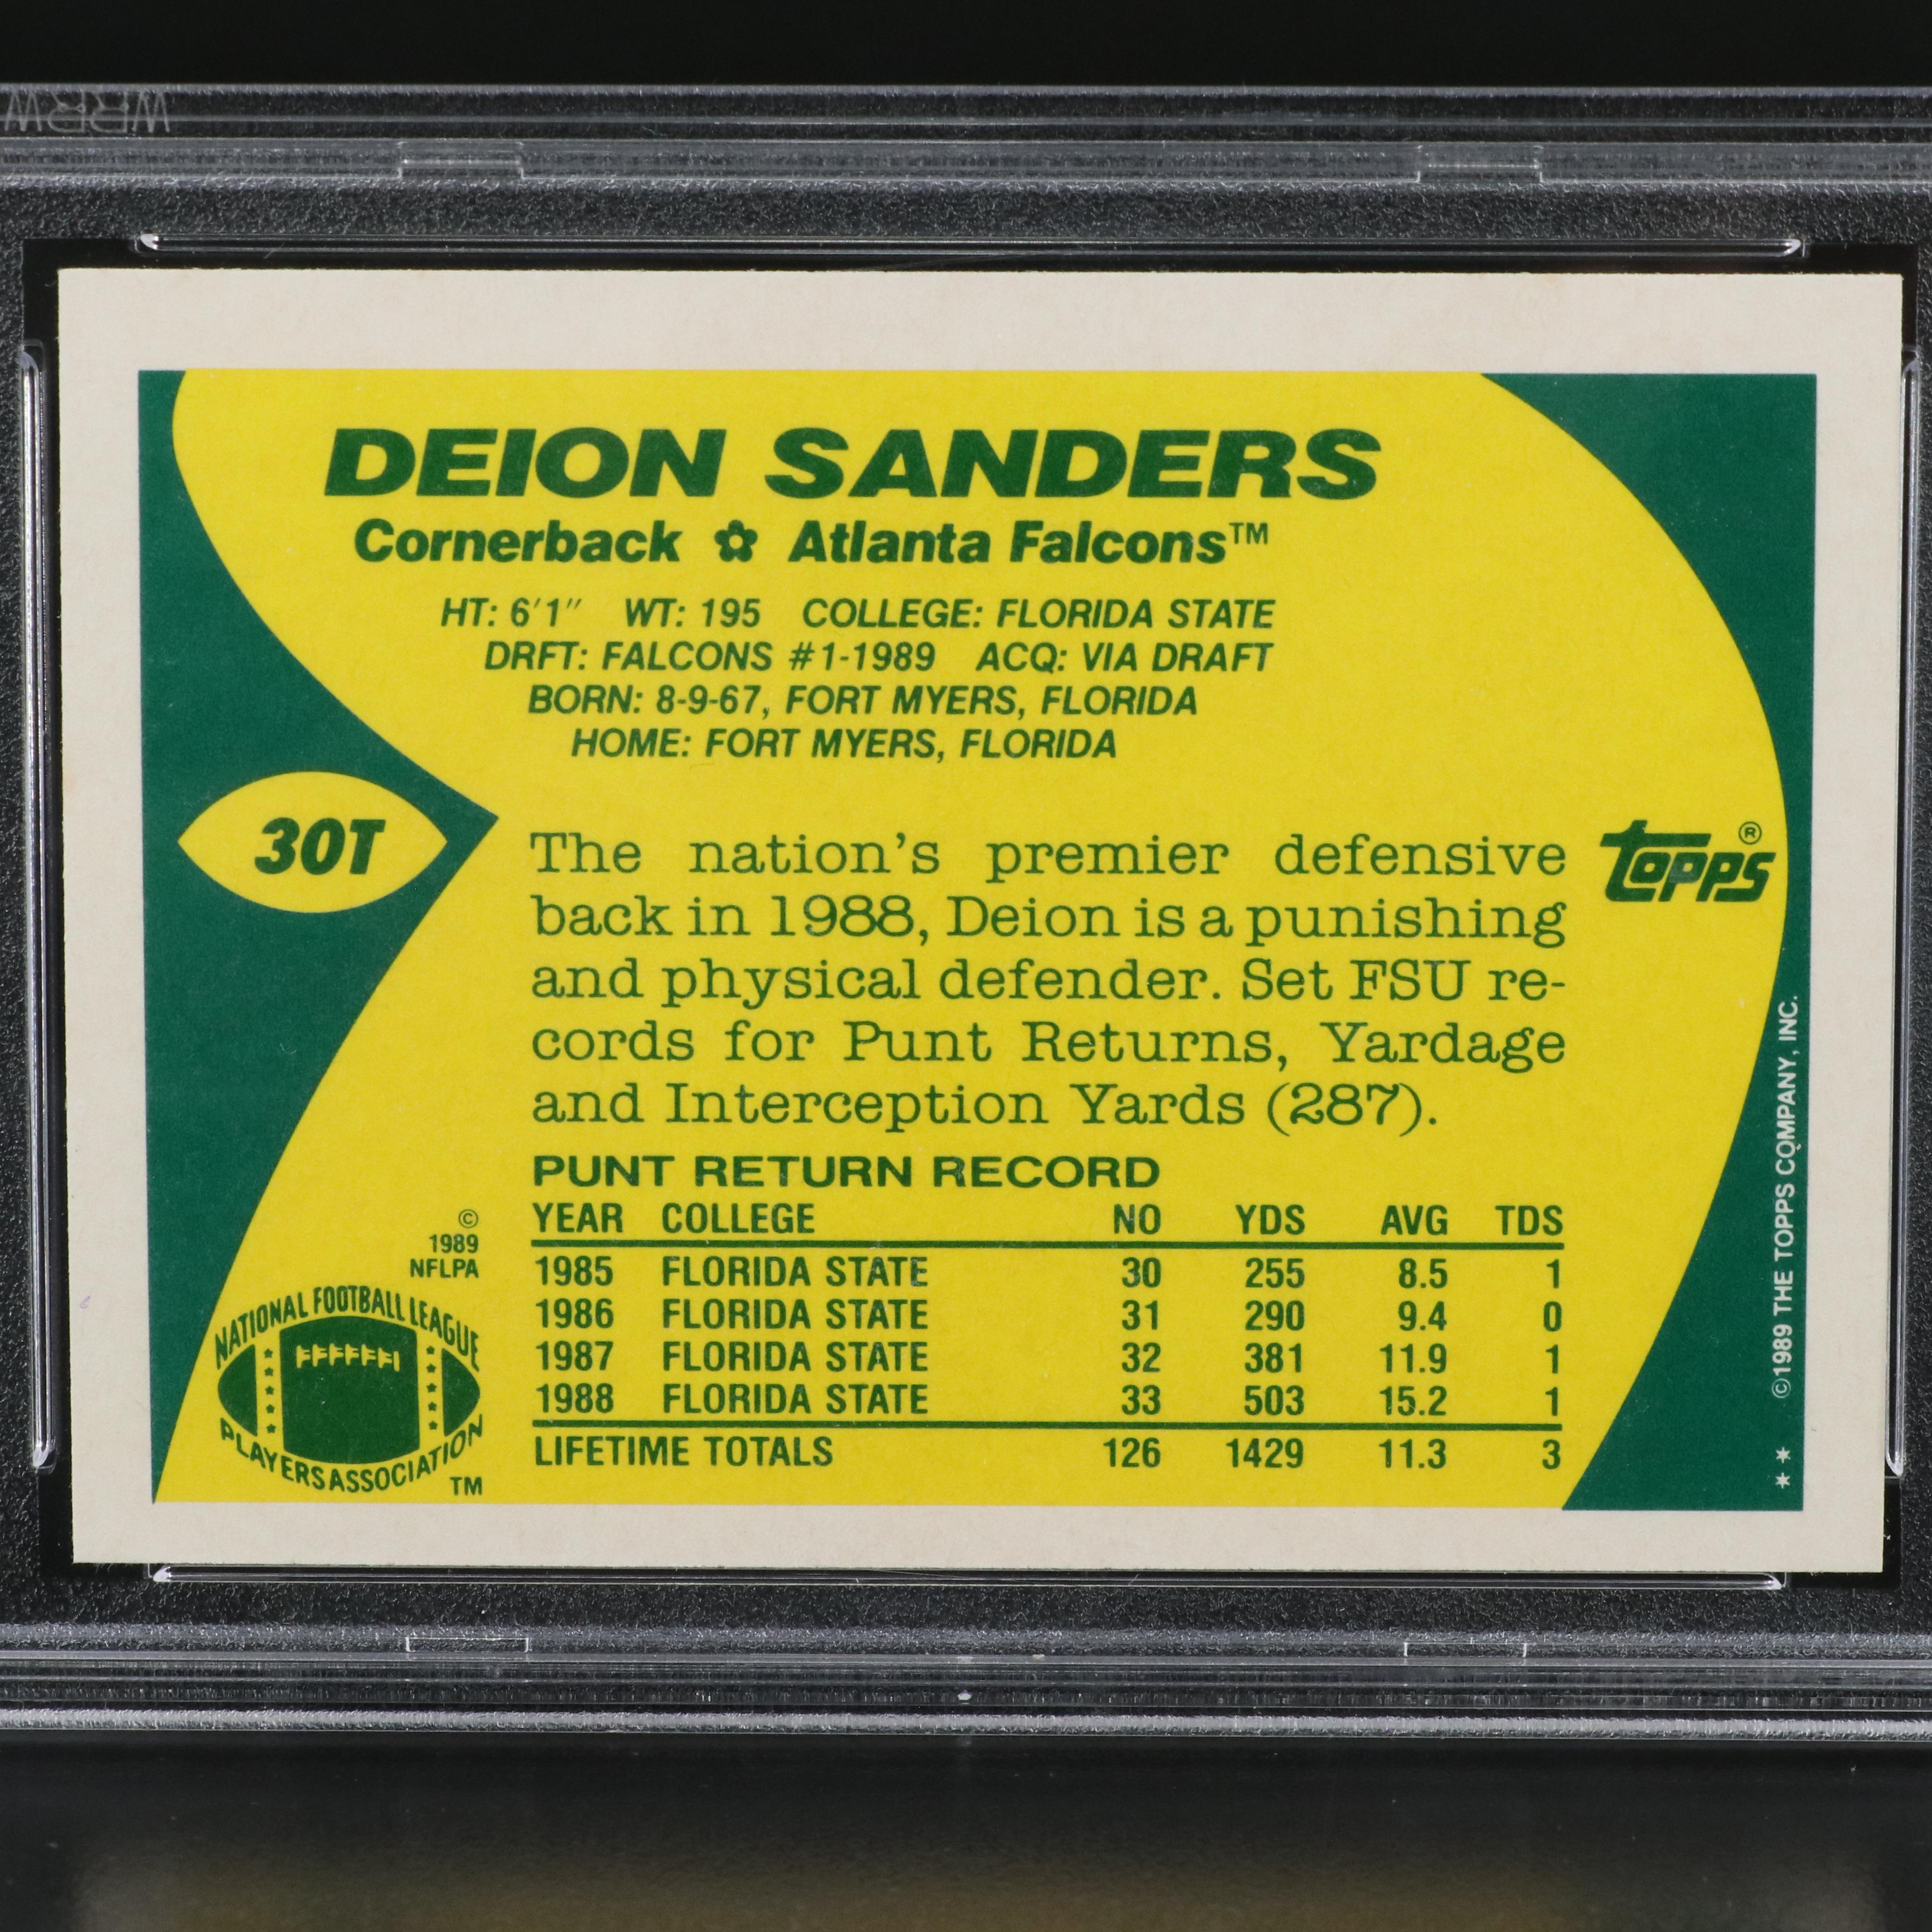 DEION SANDERS
Cornerback ✿ Atlanta Falcons™
HT: 6'1" WT: 195 COLLEGE: FLORIDA STATE
DRFT: FALCONS #1-1989 ACQ: VIA DRAFT
BORN: 8-9-67, FORT MYERS, FLORIDA
HOME: FORT MYERS, FLORIDA
30T
The nation's premier defensive
back in 1988, Deion is a punishing
and physical defender. Set FSU re-
cords for Punt Returns, Yardage
and Interception Yards (287).
topps®
PUNT RETURN RECORD
YEAR COLLEGE NO YDS AVG TDS
1985 FLORIDA STATE 30 255 8.5 1
1986 FLORIDA STATE 31 290 9.4 0
1987 FLORIDA STATE 32 381 11.9 1
1988 FLORIDA STATE 33 503 15.2 1
LIFETIME TOTALS 126 1429 11.3 3
©
1989
NFLPA
NATIONAL FOOTBALL LEAGUE
PLAYERS ASSOCIATION
TM
©1989 THE TOPPS COMPANY, INC.
**